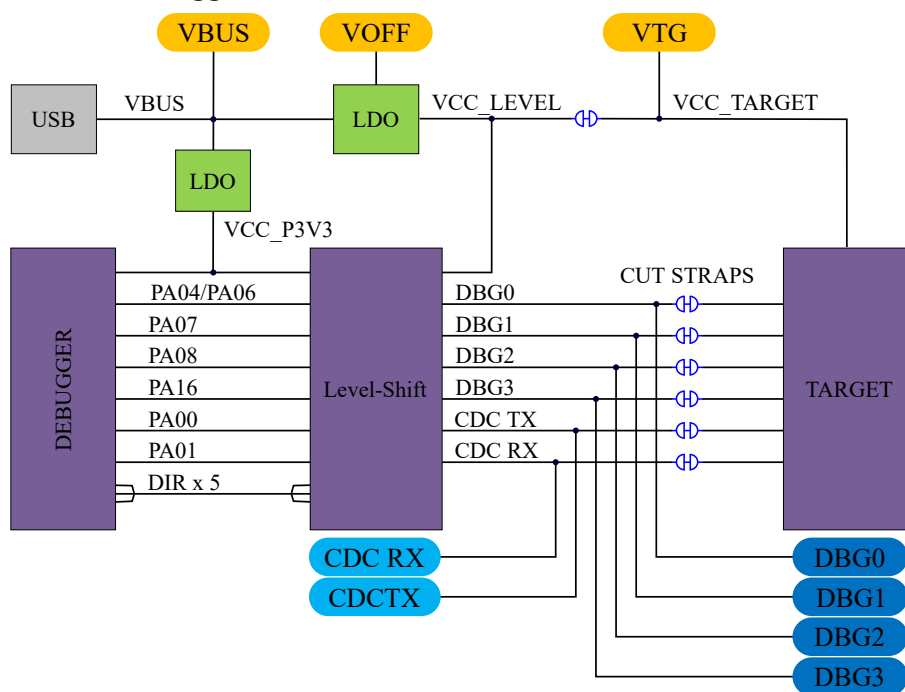 VBUS
VOFF
VTG
USB
VBUS
LDO
VCC_LEVEL
VCC_TARGET
LDO
VCC_P3V3
DEBUGGER
PA04/PA06
PA07
PA08
PA16
PA00
PA01
DIR x 5
Level-Shift
DBG0
DBG1
DBG2
DBG3
CDC TX
CDC RX
CUT STRAPS
TARGET
CDC RX
CDCTX
DBG0
DBG1
DBG2
DBG3